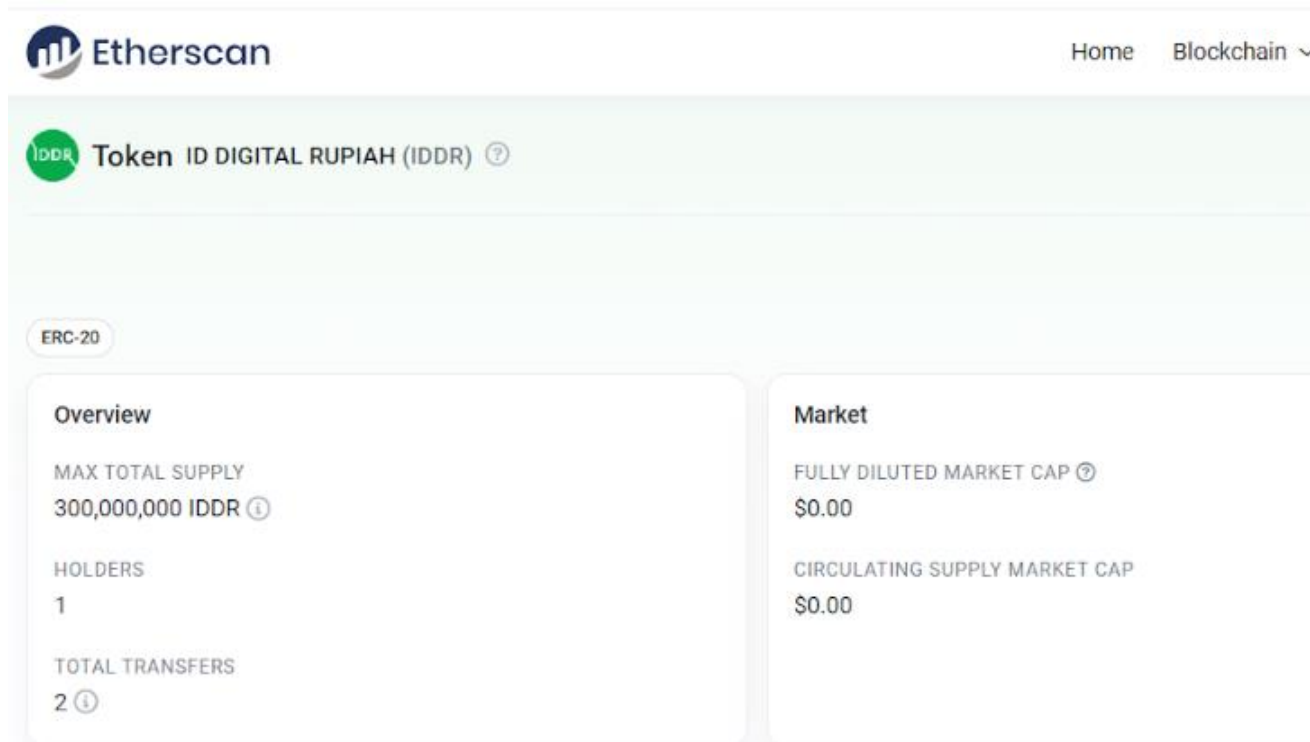 Etherscan
Home Blockchain
IDDR Token ID DIGITAL RUPIAH (IDDR)
ERC-20
Overview
MAX TOTAL SUPPLY
300,000,000 IDDR
HOLDERS
1
TOTAL TRANSFERS
2
Market
FULLY DILUTED MARKET CAP
$0.00
CIRCULATING SUPPLY MARKET CAP
$0.00